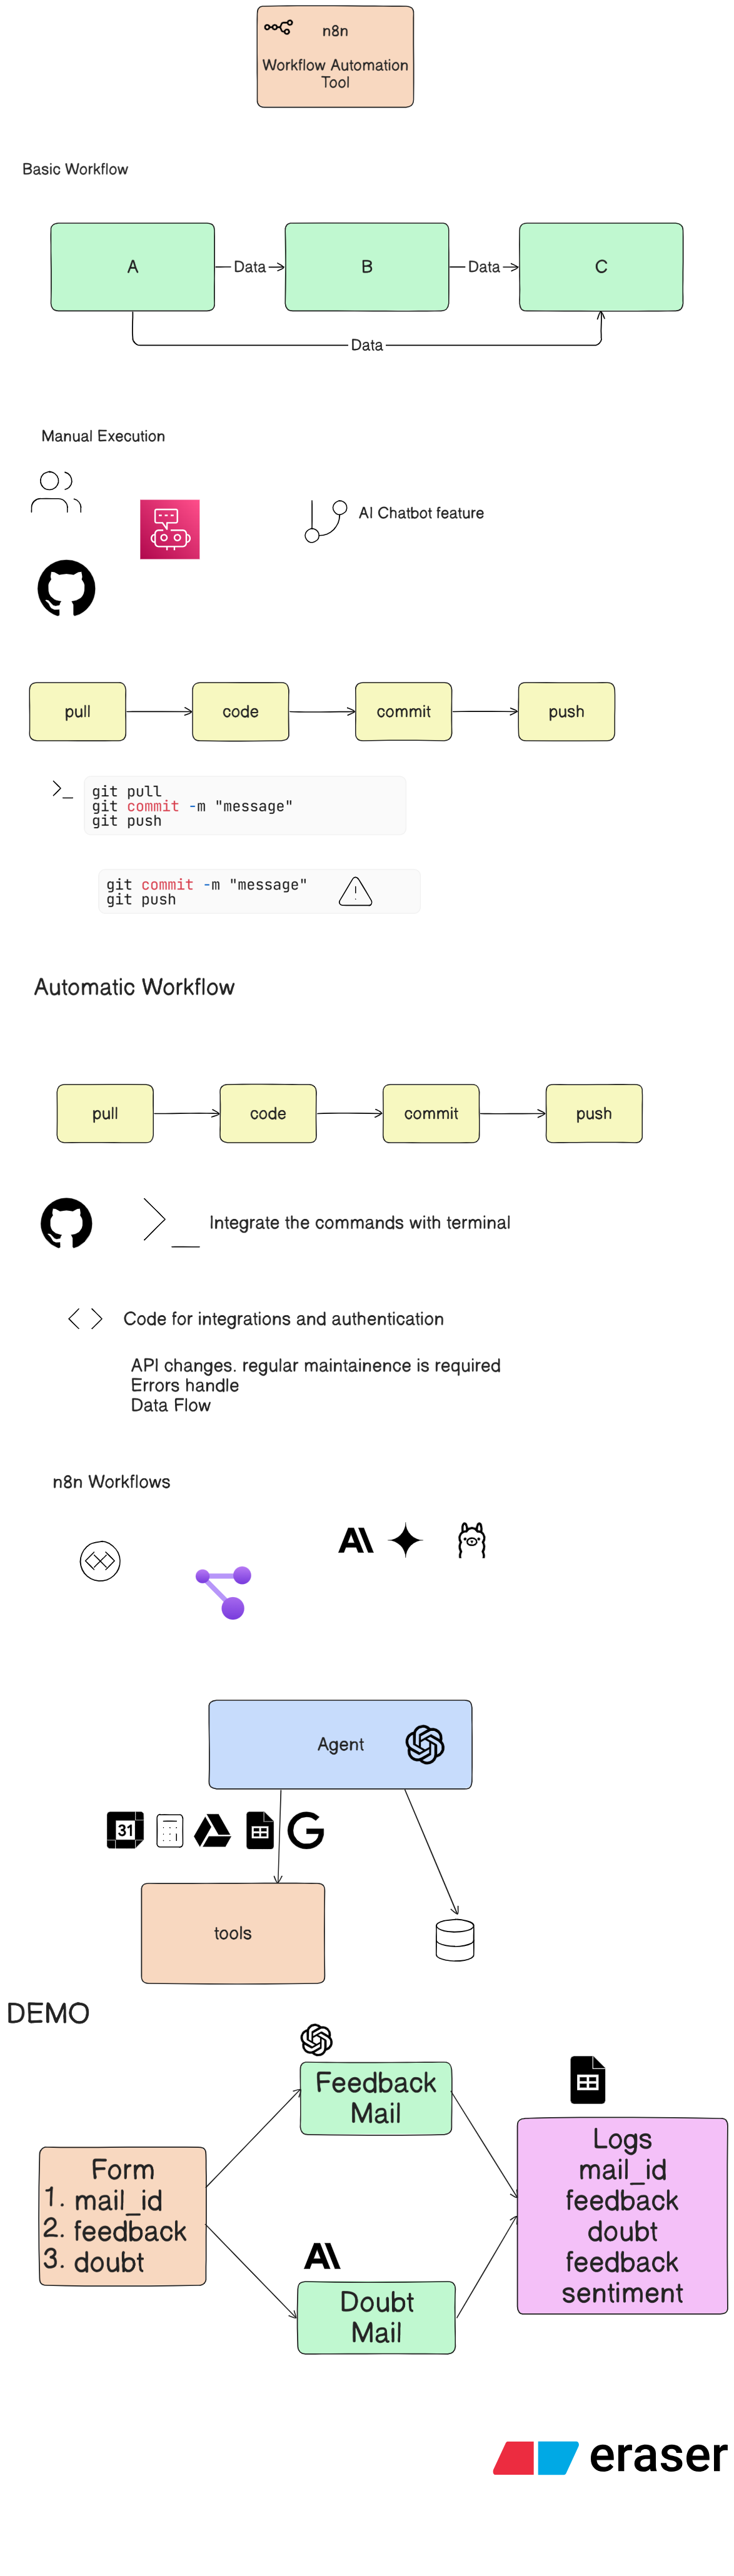 n8n
Workflow Automation
Tool
Basic Workflow
A
Data
B
Data
C
Data
Manual Execution
AI Chatbot feature
pull
code
commit
push
git pull
git commit -m "message"
git push
git commit -m "message"
git push
Automatic Workflow
pull
code
commit
push
Integrate the commands with terminal
Code for integrations and authentication
API changes. regular maintainence is required
Errors handle
Data Flow
n8n Workflows
Agent
31
tools
DEMO
Feedback
Mail
Form
1. mail_id
2. feedback
3. doubt
Doubt
Mail
Logs
mail_id
feedback
doubt
feedback
sentiment
eraser